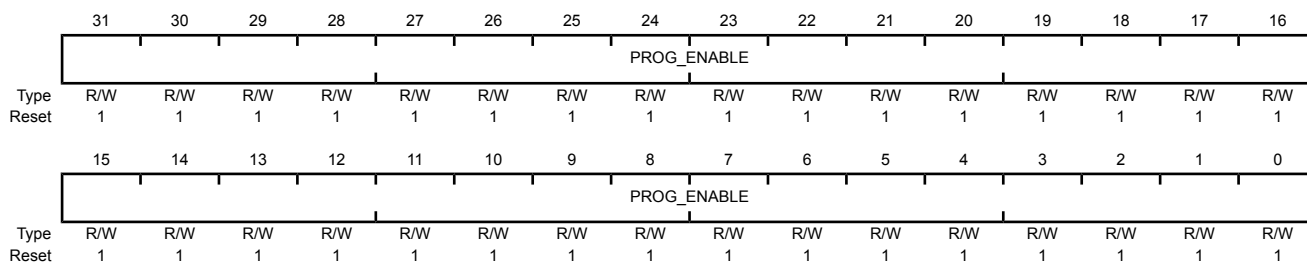 31 30 29 28 27 26 25 24 23 22 21 20 19 18 17 16
PROG_ENABLE
Type R/W R/W R/W R/W R/W R/W R/W R/W R/W R/W R/W R/W R/W R/W R/W R/W
Reset 1 1 1 1 1 1 1 1 1 1 1 1 1 1 1 1
15 14 13 12 11 10 9 8 7 6 5 4 3 2 1 0
PROG_ENABLE
Type R/W R/W R/W R/W R/W R/W R/W R/W R/W R/W R/W R/W R/W R/W R/W R/W
Reset 1 1 1 1 1 1 1 1 1 1 1 1 1 1 1 1